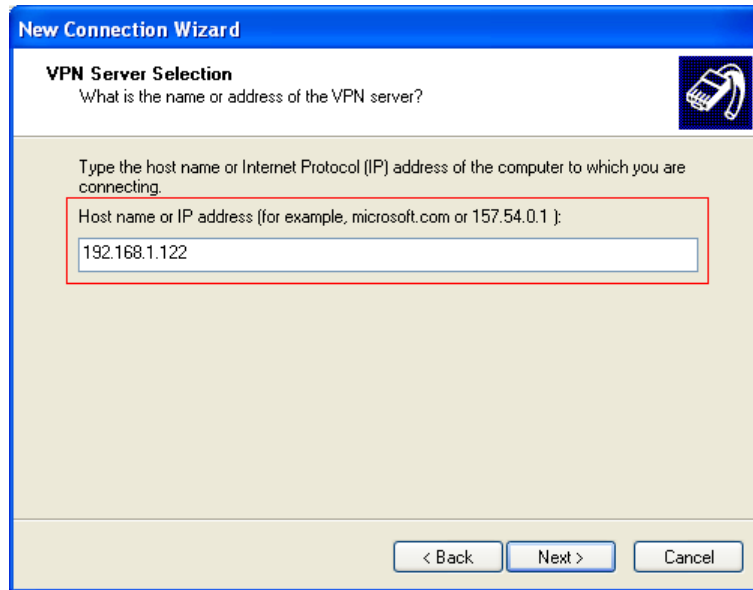 New Connection Wizard
VPN Server Selection
What is the name or address of the VPN server?
Type the host name or Internet Protocol (IP) address of the computer to which you are
connecting.
Host name or IP address (for example, microsoft.com or 157.54.0.1 ):
192.168.1.122
< Back Next > Cancel